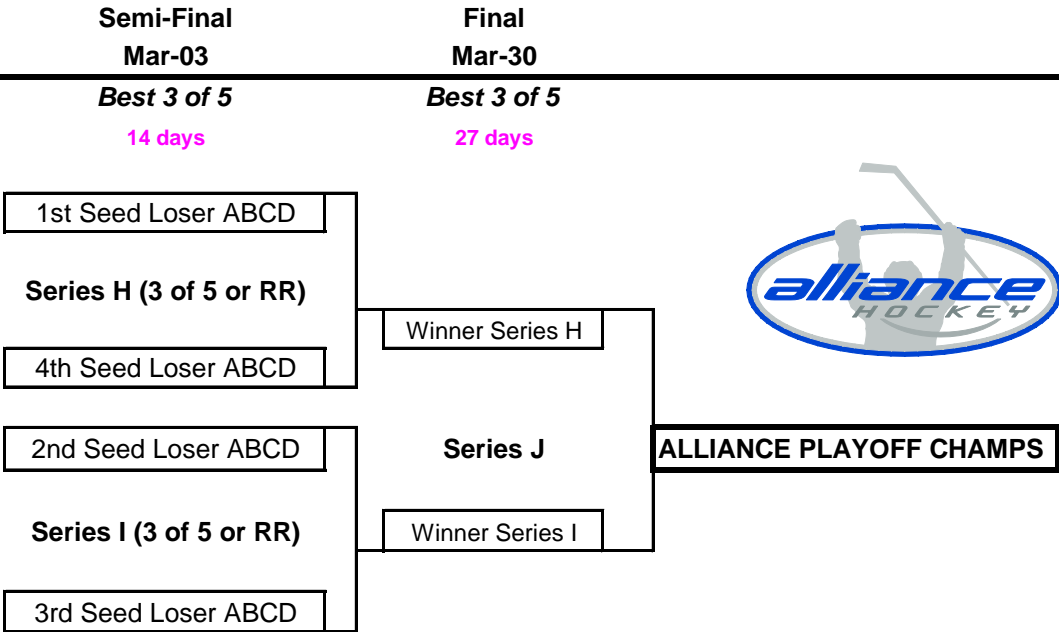 Semi-Final Final
Mar-03 Mar-30
Best 3 of 5 Best 3 of 5
14 days 27 days
1st Seed Loser ABCD
Series H (3 of 5 or RR)
Winner Series H
4th Seed Loser ABCD
2nd Seed Loser ABCD
Series J
ALLIANCE PLAYOFF CHAMPS
Series I (3 of 5 or RR)
Winner Series I
3rd Seed Loser ABCD
alliance
HOCKEY